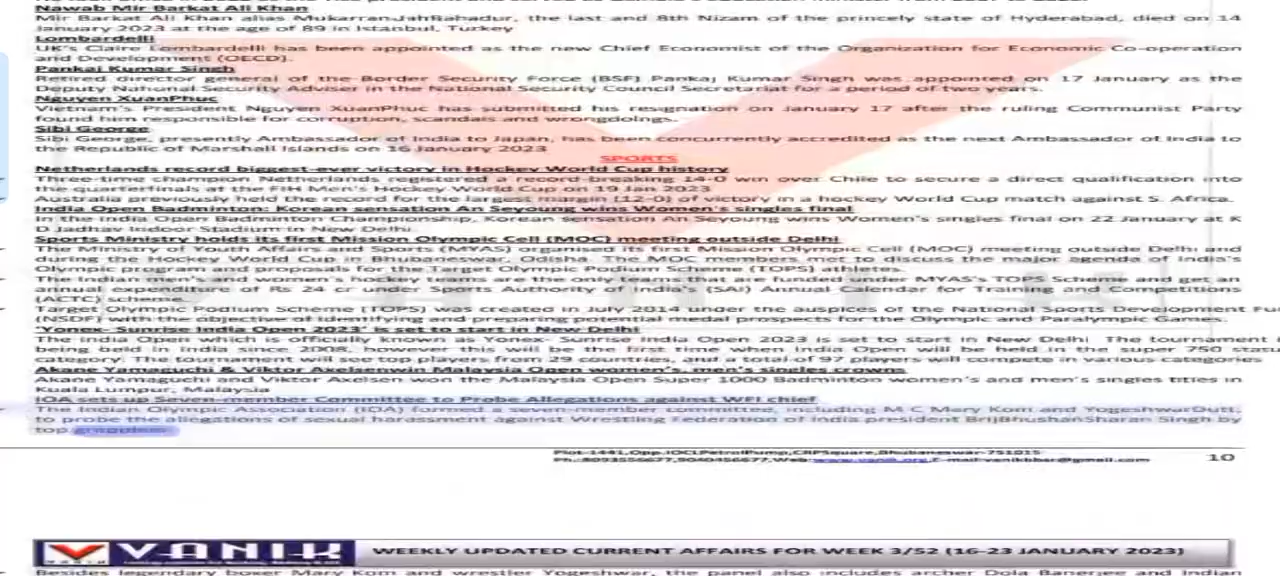 Nawab Mir Barkat Ali Khan
Mir Barkat Ali Khan alias MukarramJahBahadur, the last and 8th Nizam of the princely state of Hyderabad, died on 14
January 2023 at the age of 89 in Istanbul, Turkey
Lombardelli
UK's Claire Lombardelli has been appointed as the new Chief Economist of the Organization for Economic Co-operation
and Development (OECD).
Pankaj Kumar Singh
Retired director general of the Border Security Force (BSF) Pankaj Kumar Singh was appointed on 17 January as the
Deputy National Security Adviser in the National Security Council Secretariat for a period of two years.
Nguyen XuanPhuc
Vietnam's President Nguyen XuanPhuc has submitted his resignation on January 17 after the ruling Communist Party
found him responsible for corruption, scandals and wrongdoings.
Sibi George
Sibi George, presently Ambassador of India to Japan, has been concurrently accredited as the next Ambassador of India to
the Republic of Marshall Islands on 16 January 2023
SPORTS
Netherlands record biggest-ever victory in Hockey World Cup history
Three-time champion Netherlands registered a record-breaking 14-0 win over Chile to secure a direct qualification into
the quarterfinals at the FIH Men's Hockey World Cup on 19 Jan 2023
Australia previously held the record for the largest margin (12-0) of victory in a hockey World Cup match against S. Africa.
India Open Badminton: Korean sensation An Seyoung wins Women's singles final
In the India Open Badminton Championship, Korean sensation An Seyoung wins Women's singles final on 22 January at K
D Jadhav Indoor Stadium in New Delhi.
Sports Ministry holds its first Mission Olympic Cell (MOC) meeting outside Delhi
The Ministry of Youth Affairs and Sports (MYAS) organised its first Mission Olympic Cell (MOC) meeting outside Delhi and
during the Hockey World Cup in Bhubaneswar, Odisha. The MOC members met to discuss the major agenda of India's
Olympic program and proposals for the Target Olympic Podium Scheme (TOPS) athletes.
The Indian men's and women's hockey teams are the only teams that are funded under MYAS's TOPS Scheme and get an
annual expenditure of Rs 24 cr under Sports Authority of India's (SAI) Annual Calendar for Training and Competitions
(ACTC) scheme.
Target Olympic Podium Scheme (TOPS) was created in July 2014 under the auspices of the National Sports Development Fu
(NSDF) with the objective of identifying and preparing potential medal prospects for the Olympic and Paralympic Games.
'Yonex- Sunrise India Open 2023' is set to start in New Delhi
The India Open which is officially known as Yonex- Sunrise India Open 2023 is set to start in New Delhi The tournament
being held in India since 2008, however this will be the first time when India Open will be held in the super 750 statu
category. The tournament will see top players from 29 countries, and a total of 97 players will compete in various categories
Akane Yamaguchi & Viktor Axelsenwin Malaysia Open women's, men's singles crowns
Akane Yamaguchi and Viktor Axelsen won the Malaysia Open Super 1000 Badminton women's and men's singles titles in
Kuala Lumpur, Malaysia
IOA sets up Seven-member Committee to Probe Allegations against WFI chief
The Indian Olympic Association (IOA) formed a seven-member committee, including M C Mary Kom and YogeshwarDutt,
to probe the allegations of sexual harassment against Wrestling Federation of India president BrijBhushanSharan Singh by
top grapplers.
Plot-1441,Opp.IOCLPetrolPump,CRPSquare,Bhubaneswar-751015
Ph.:8093556677,9040456677,Web:www.vanik.org,E-mail:vanikbbsr@gmail.com 10
VANIK WEEKLY UPDATED CURRENT AFFAIRS FOR WEEK 3/52 (16-23 JANUARY 2023)
Besides legendary boxer Mary Kom and wrestler Yogeshwar, the panel also includes archer Dola Banerjee and Indian